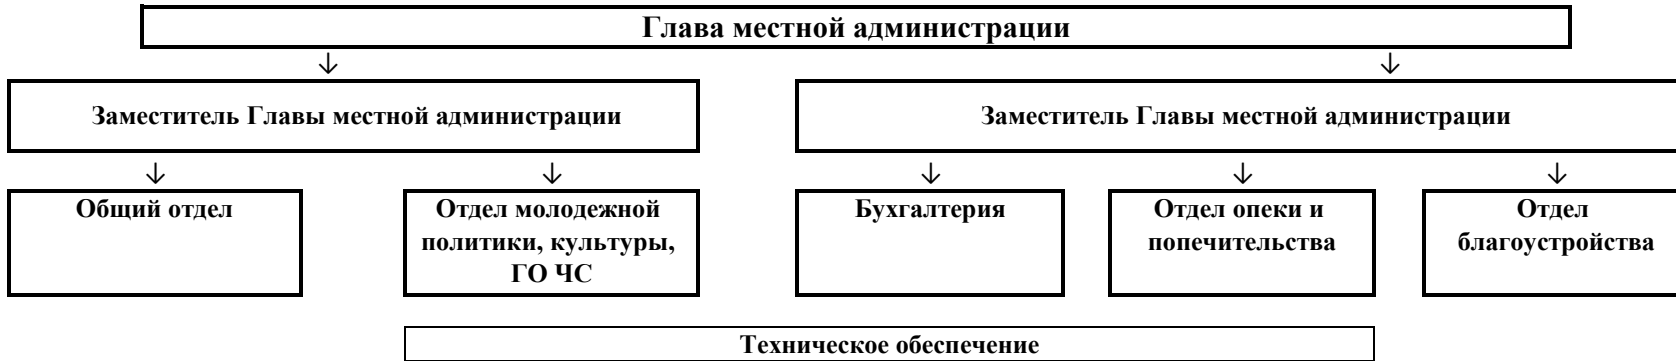 Глава местной администрации
Заместитель Главы местной администрации
Заместитель Главы местной администрации
Общий отдел
Отдел молодежной
политики, культуры,
ГО ЧС
Бухгалтерия
Отдел опеки и
попечительства
Отдел
благоустройства
Техническое обеспечение